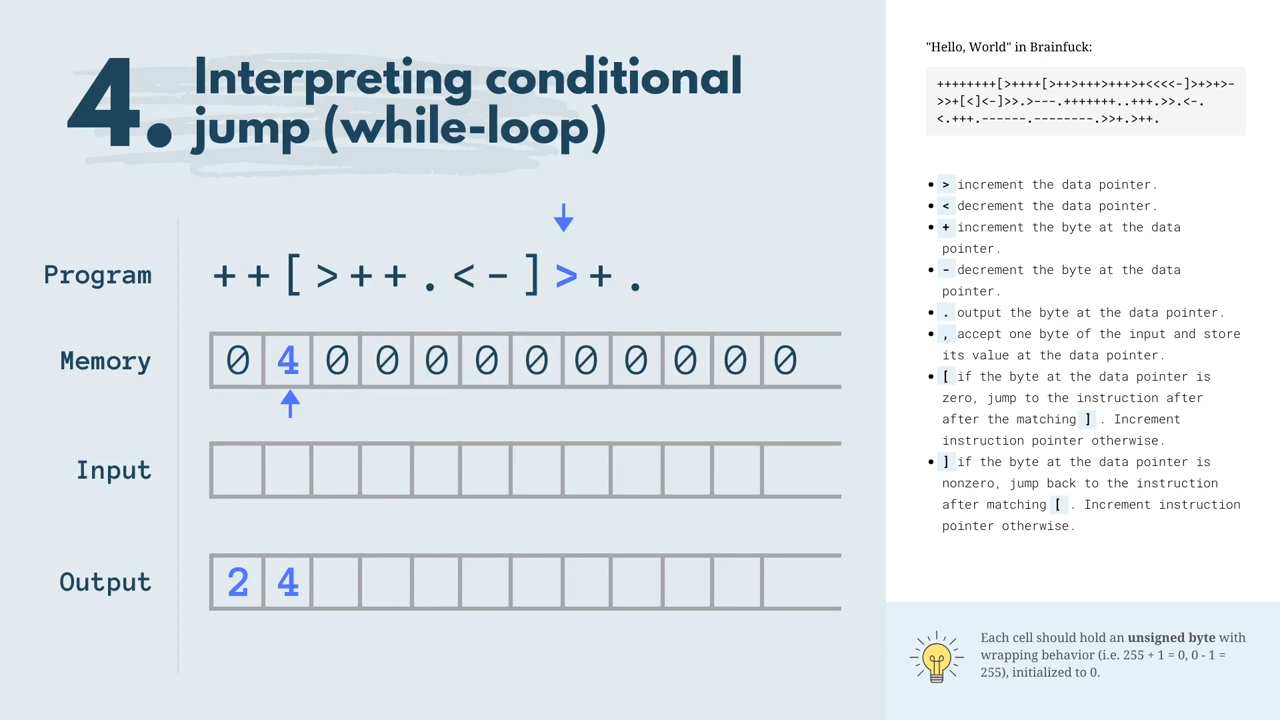 4.
Interpreting conditional
jump (while-loop)
Program
++[>++.<-]>+.
Memory
0 4 0 0 0 0 0 0 0 0 0 0
Input
Output
2 4
"Hello, World" in Brainfuck:
++++++++[>++++[>++>+++>+++>+<<<<-]>+>+>-
>>+[<]<-]>>.>---.+++++++..+++.>>.<-.
<.+++.------.--------.>>+.>++.
• > increment the data pointer.
• < decrement the data pointer.
• + increment the byte at the data
pointer.
• - decrement the byte at the data
pointer.
• . output the byte at the data pointer.
• , accept one byte of the input and store
its value at the data pointer.
• [ if the byte at the data pointer is
zero, jump to the instruction after
after the matching ] . Increment
instruction pointer otherwise.
• ] if the byte at the data pointer is
nonzero, jump back to the instruction
after matching [ . Increment instruction
pointer otherwise.
Each cell should hold an unsigned byte with
wrapping behavior (i.e. 255 + 1 = 0, 0 - 1 =
255), initialized to 0.